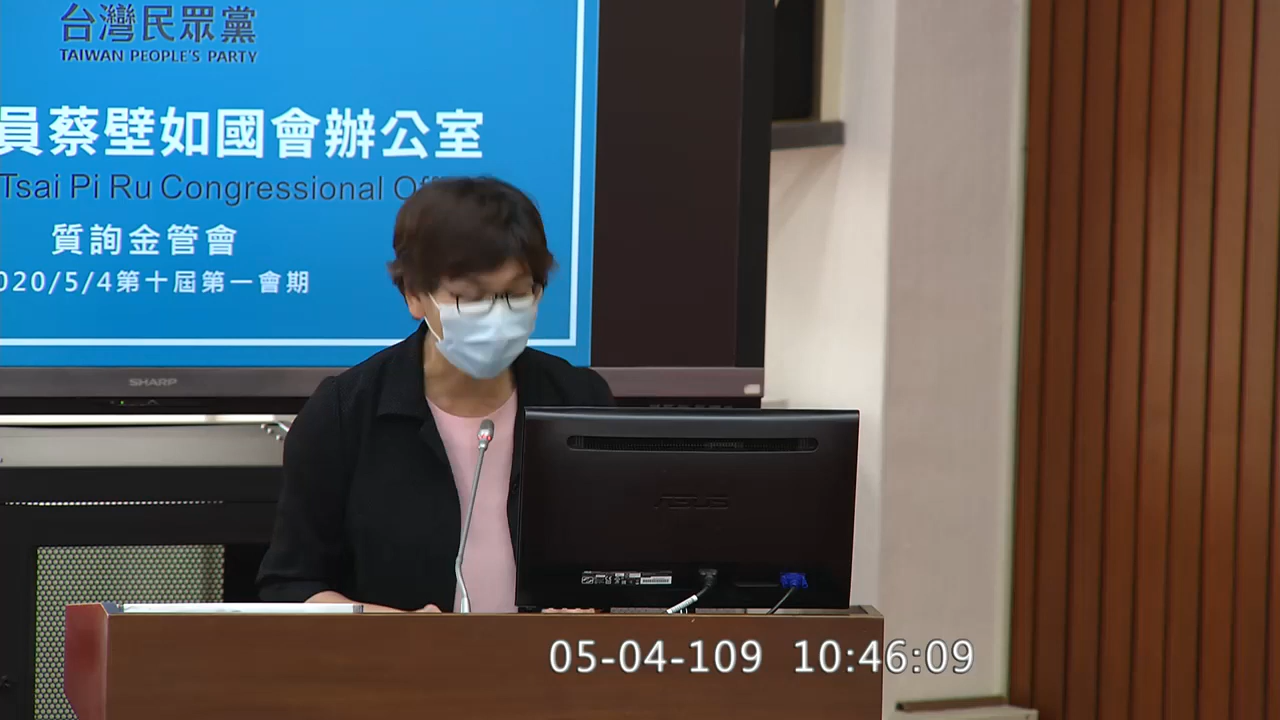 台灣民眾黨
TAIWAN PEOPLE'S PARTY
員蔡壁如國會辦公室
Tsai Pi Ru Congressional Of
質詢金管會
020/5/4第十屆第一會期
SHARP
ASUS
05-04-109 10:46:09